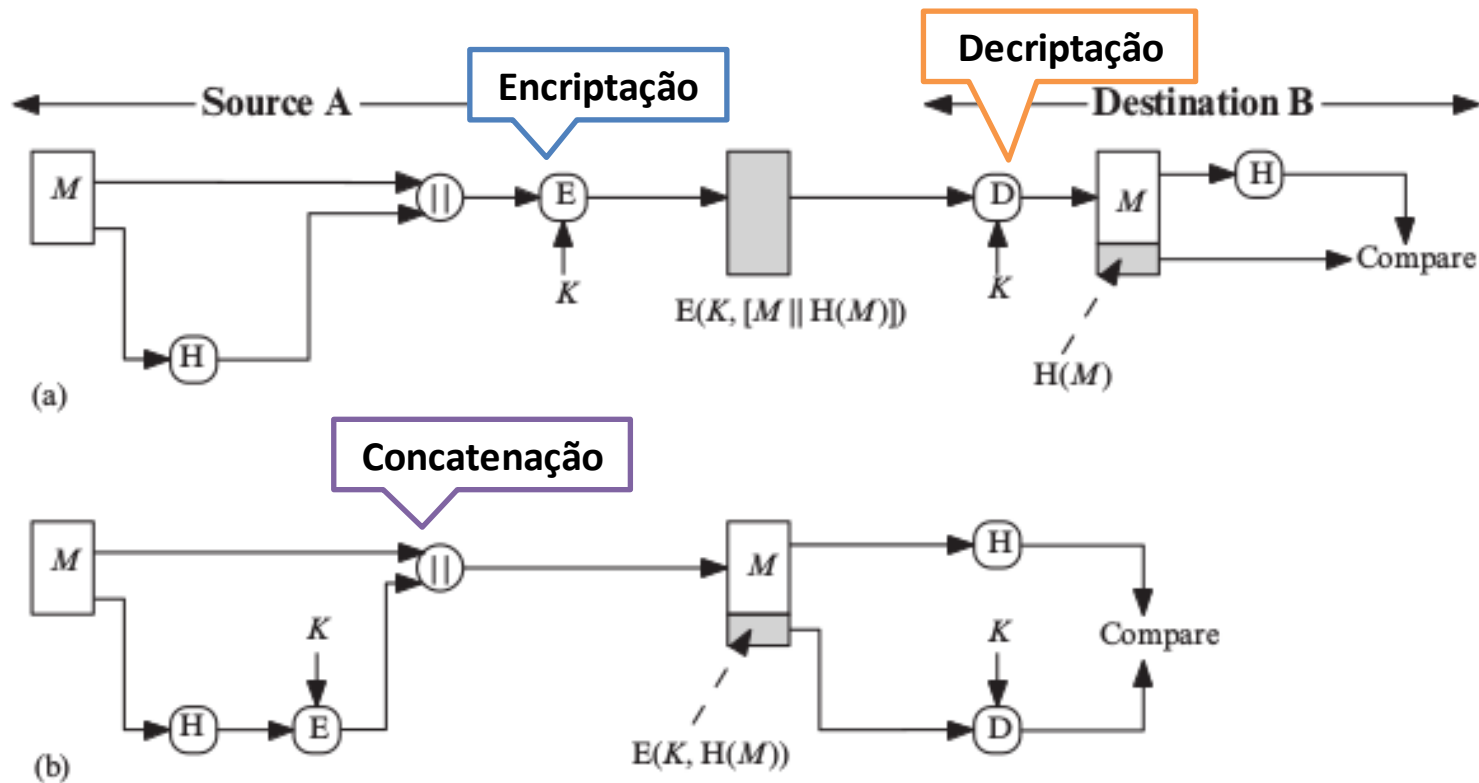 Encriptação
Decriptação
Source A
Destination B
M
||
E
K
E(K, [M || H(M)])
D
K
M
H
Compare
H
H(M)
(a)
Concatenação
M
||
K
H
E
M
E(K, H(M))
H
K
D
Compare
(b)